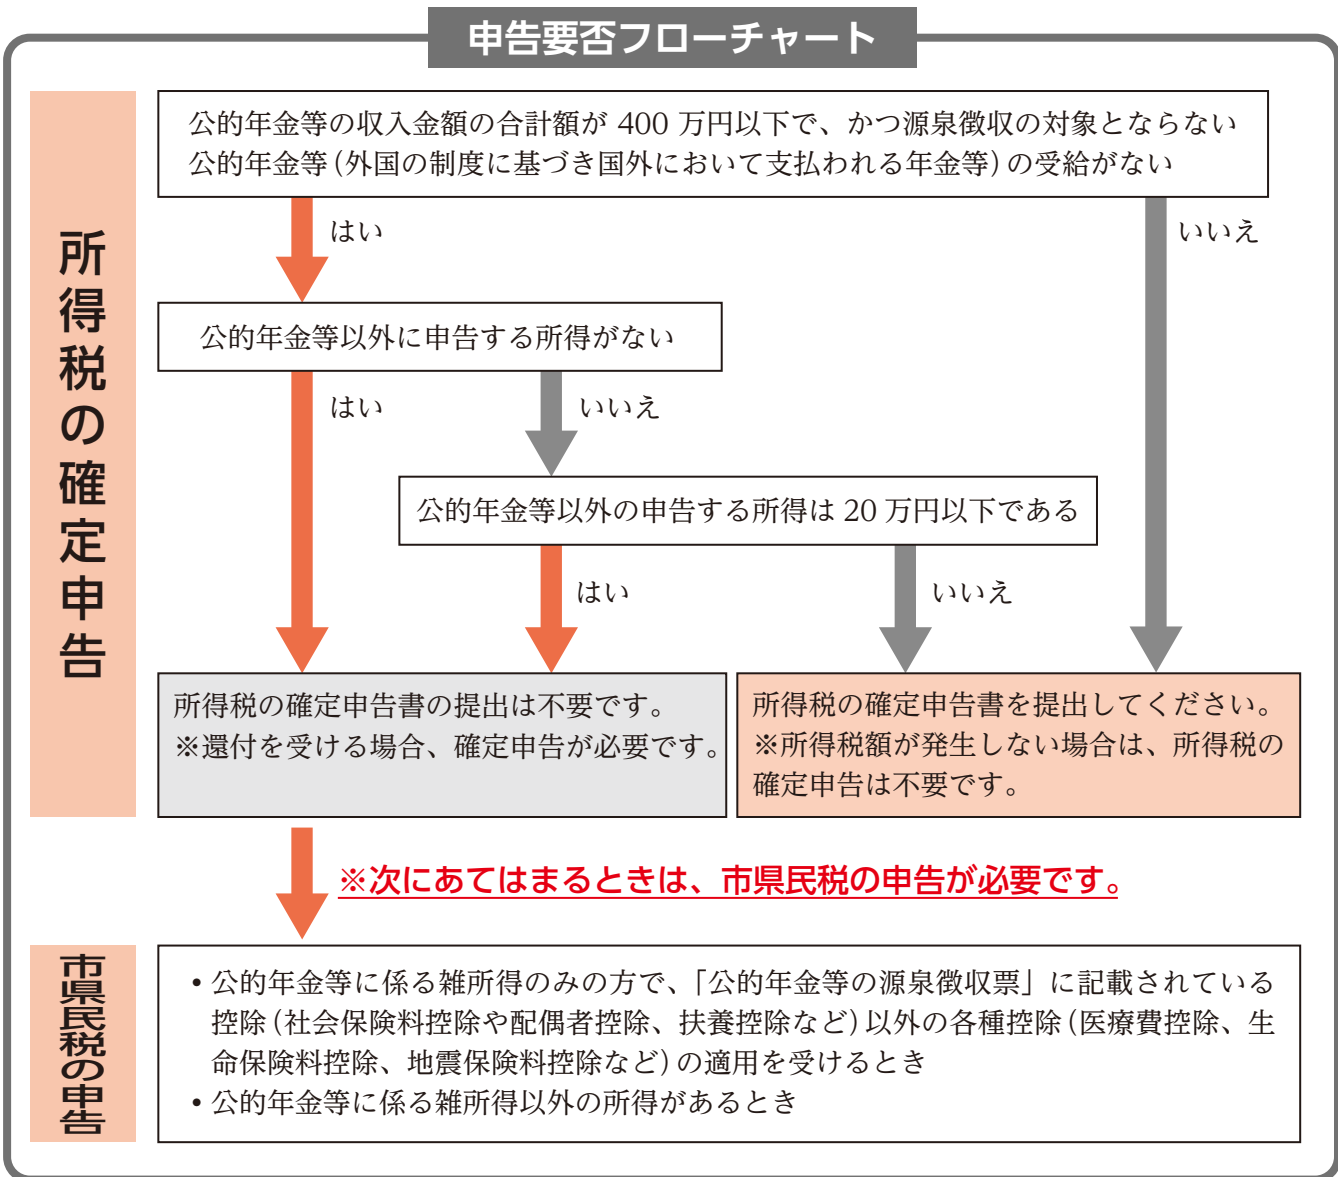 申告要否フローチャート
所得税の確定申告
公的年金等の収入金額の合計額が 400 万円以下で、かつ源泉徴収の対象とならない
公的年金等(外国の制度に基づき国外において支払われる年金等)の受給がない
はい
いいえ
公的年金等以外に申告する所得がない
はい
いいえ
公的年金等以外の申告する所得は 20 万円以下である
はい
いいえ
所得税の確定申告書の提出は不要です。
※還付を受ける場合、確定申告が必要です。
所得税の確定申告書を提出してください。
※所得税額が発生しない場合は、所得税の
確定申告は不要です。
※次にあてはまるときは、市県民税の申告が必要です。
市県民税の申告
・公的年金等に係る雑所得のみの方で、「公的年金等の源泉徴収票」に記載されている
控除(社会保険料控除や配偶者控除、扶養控除など)以外の各種控除(医療費控除、生
命保険料控除、地震保険料控除など)の適用を受けるとき
・公的年金等に係る雑所得以外の所得があるとき